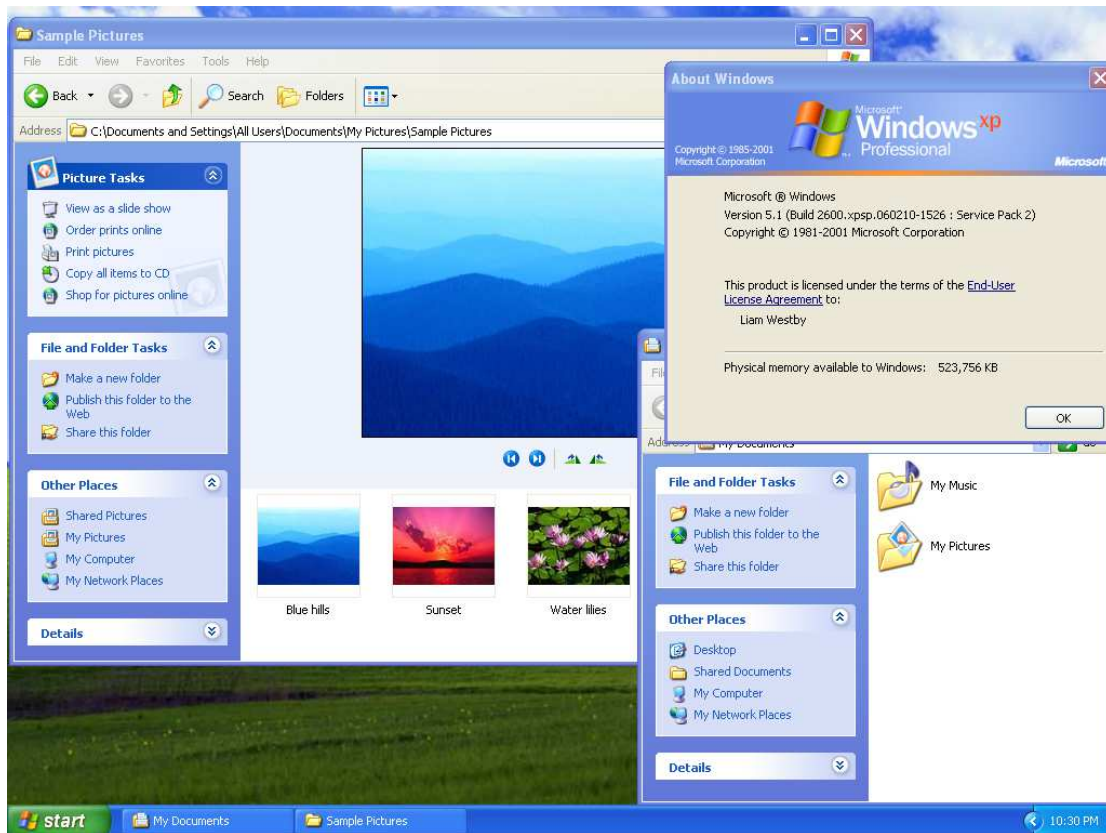 Sample Pictures
File Edit View Favorites Tools Help
Back Search Folders
Address C:\Documents and Settings\All Users\Documents\My Pictures\Sample Pictures
Picture Tasks
View as a slide show
Order prints online
Print pictures
Copy all items to CD
Shop for pictures online
File and Folder Tasks
Make a new folder
Publish this folder to the
Web
Share this folder
Other Places
Shared Pictures
My Pictures
My Computer
My Network Places
Details
Blue hills Sunset Water lilies
About Windows
Microsoft®
Windows xp
Professional
Copyright © 1985-2001
Microsoft Corporation
Microsoft
Microsoft ® Windows
Version 5.1 (Build 2600.xpsp.060210-1526 : Service Pack 2)
Copyright © 1981-2001 Microsoft Corporation
This product is licensed under the terms of the End-User
License Agreement to:
Liam Westby
Physical memory available to Windows: 523,756 KB
OK
My Documents
File and Folder Tasks
Make a new folder
Publish this folder to the
Web
Share this folder
Other Places
Desktop
Shared Documents
My Computer
My Network Places
Details
My Music
My Pictures
start My Documents Sample Pictures 10:30 PM